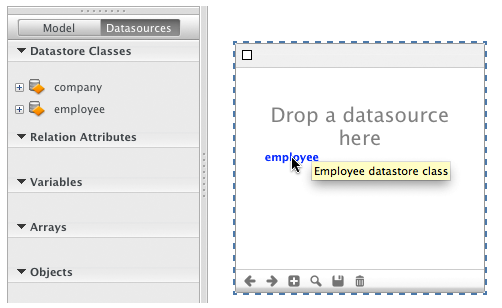 Model
Datasources
Datastore Classes
company
employee
Relation Attributes
Variables
Arrays
Objects
Drop a datasource
here
employee
Employee datastore class